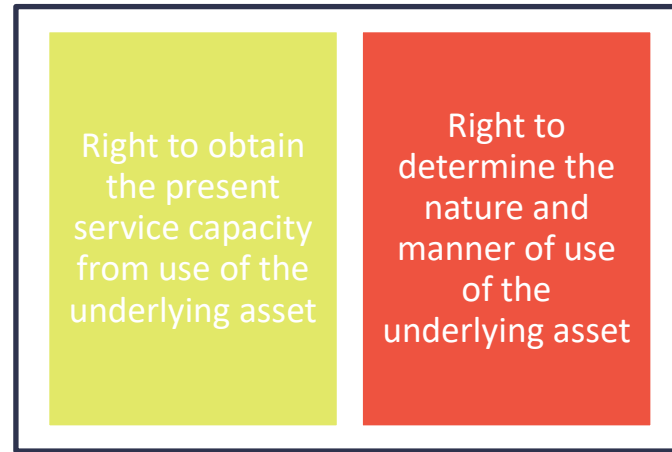 Right to obtain
the present
service capacity
from use of the
underlying asset
Right to
determine the
nature and
manner of use
of the
underlying asset